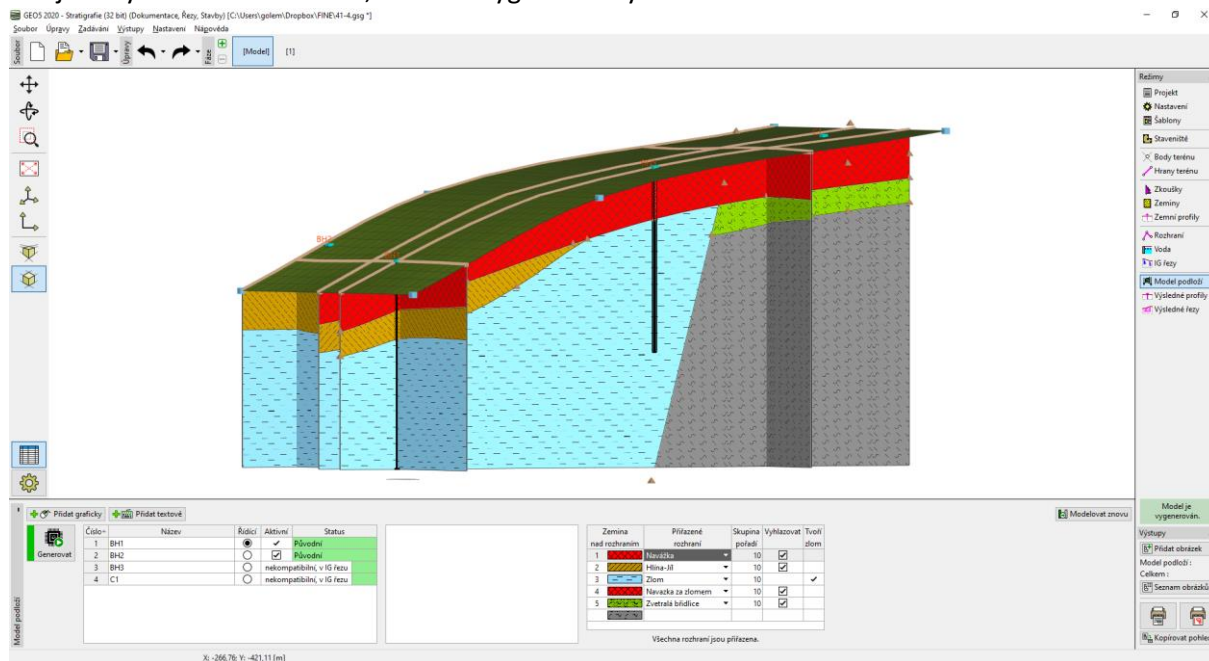 GEO5 2020 - Stratigrafie (32 bit) (Dokumentace, Řezy, Stavby) [C:\Users\golem\Dropbox\FINE\41-4.gsg *]
Soubor Úpravy Zadávání Výstupy Nastavení Nápověda
Soubor
Úpravy
Fáze
[Model] [1]
Režimy
Projekt
Nastavení
Šablony
Staveniště
Body terénu
Hrany terénu
Zkoušky
Zeminy
Zemní profily
Rozhraní
Voda
IG řezy
Model podloží
Výsledné profily
Výsledné řezy
Přidat graficky Přidat textově
Modelovat znovu
Generovat
Číslo Název Řídící Aktivní Status
1 BH1 Původní
2 BH2 Původní
3 BH3 nekompatibilní, v IG řezu
4 C1 nekompatibilní, v IG řezu
Zemina nad rozhraním Přiřazené rozhraní Skupina pořadí Vyhlazovat Tvoří zlom
1 Navážka 10
2 Hlína-Jíl 10
3 Zlom 10
4 Navazka za zlomem 10
5 Zvetralá břidlice 10
Všechna rozhraní jsou přiřazena.
Model podloží
Model je
vygenerován.
Výstupy
Přidat obrázek
Model podloží :
Celkem :
Seznam obrázků
Kopírovat pohled
X: -266,76; Y: -421,11 [m]